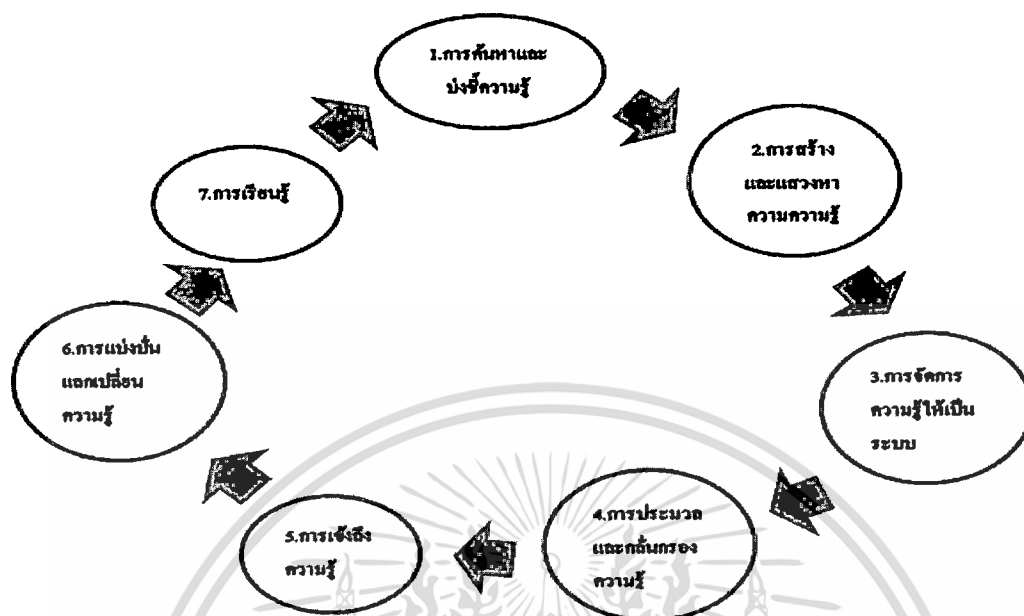 1.การค้นหาและ
บ่งชี้ความรู้
2.การสร้าง
และแสวงหา
ความความรู้
3.การจัดการ
ความรู้ให้เป็น
ระบบ
4.การประมวล
และกลั่นกรอง
ความรู้
5.การเข้าถึง
ความรู้
6.การแบ่งปัน
แลกเปลี่ยน
ความรู้
7.การเรียนรู้